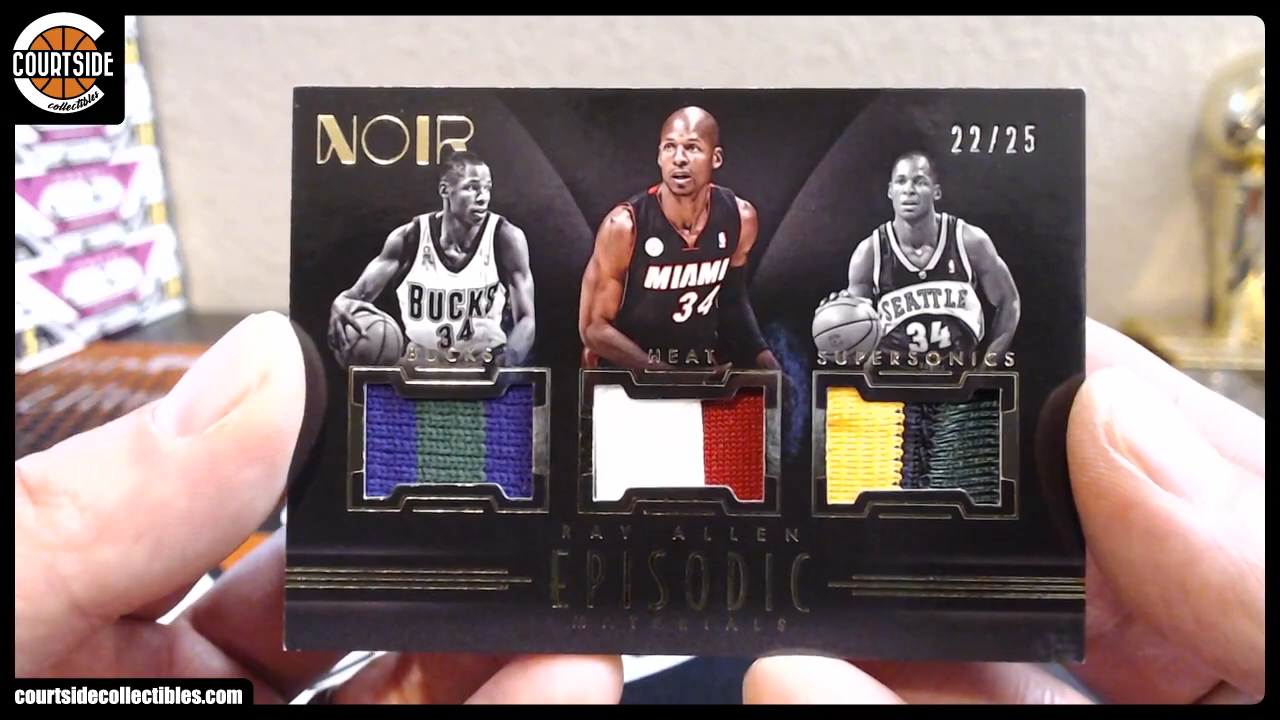 COURTSIDE
collectibles
NOIR
22/25
BUCKS
34
MIAMI
34
SEATTLE
34
BUCKS
HEAT
SUPERSONICS
RAY ALLEN
EPISODIC
MATERIALS
courtsidecollectibles.com